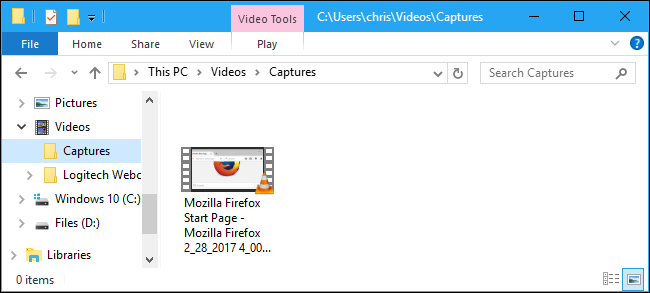 Video Tools
C:\Users\chris\Videos\Captures
File
Home
Share
View
Play
This PC > Videos > Captures
Search Captures
Pictures
Videos
Captures
Logitech Webc
Windows 10 (C:)
Files (D:)
Libraries
Mozilla Firefox
Start Page -
Mozilla Firefox
2_28_2017 4_00...
0 items